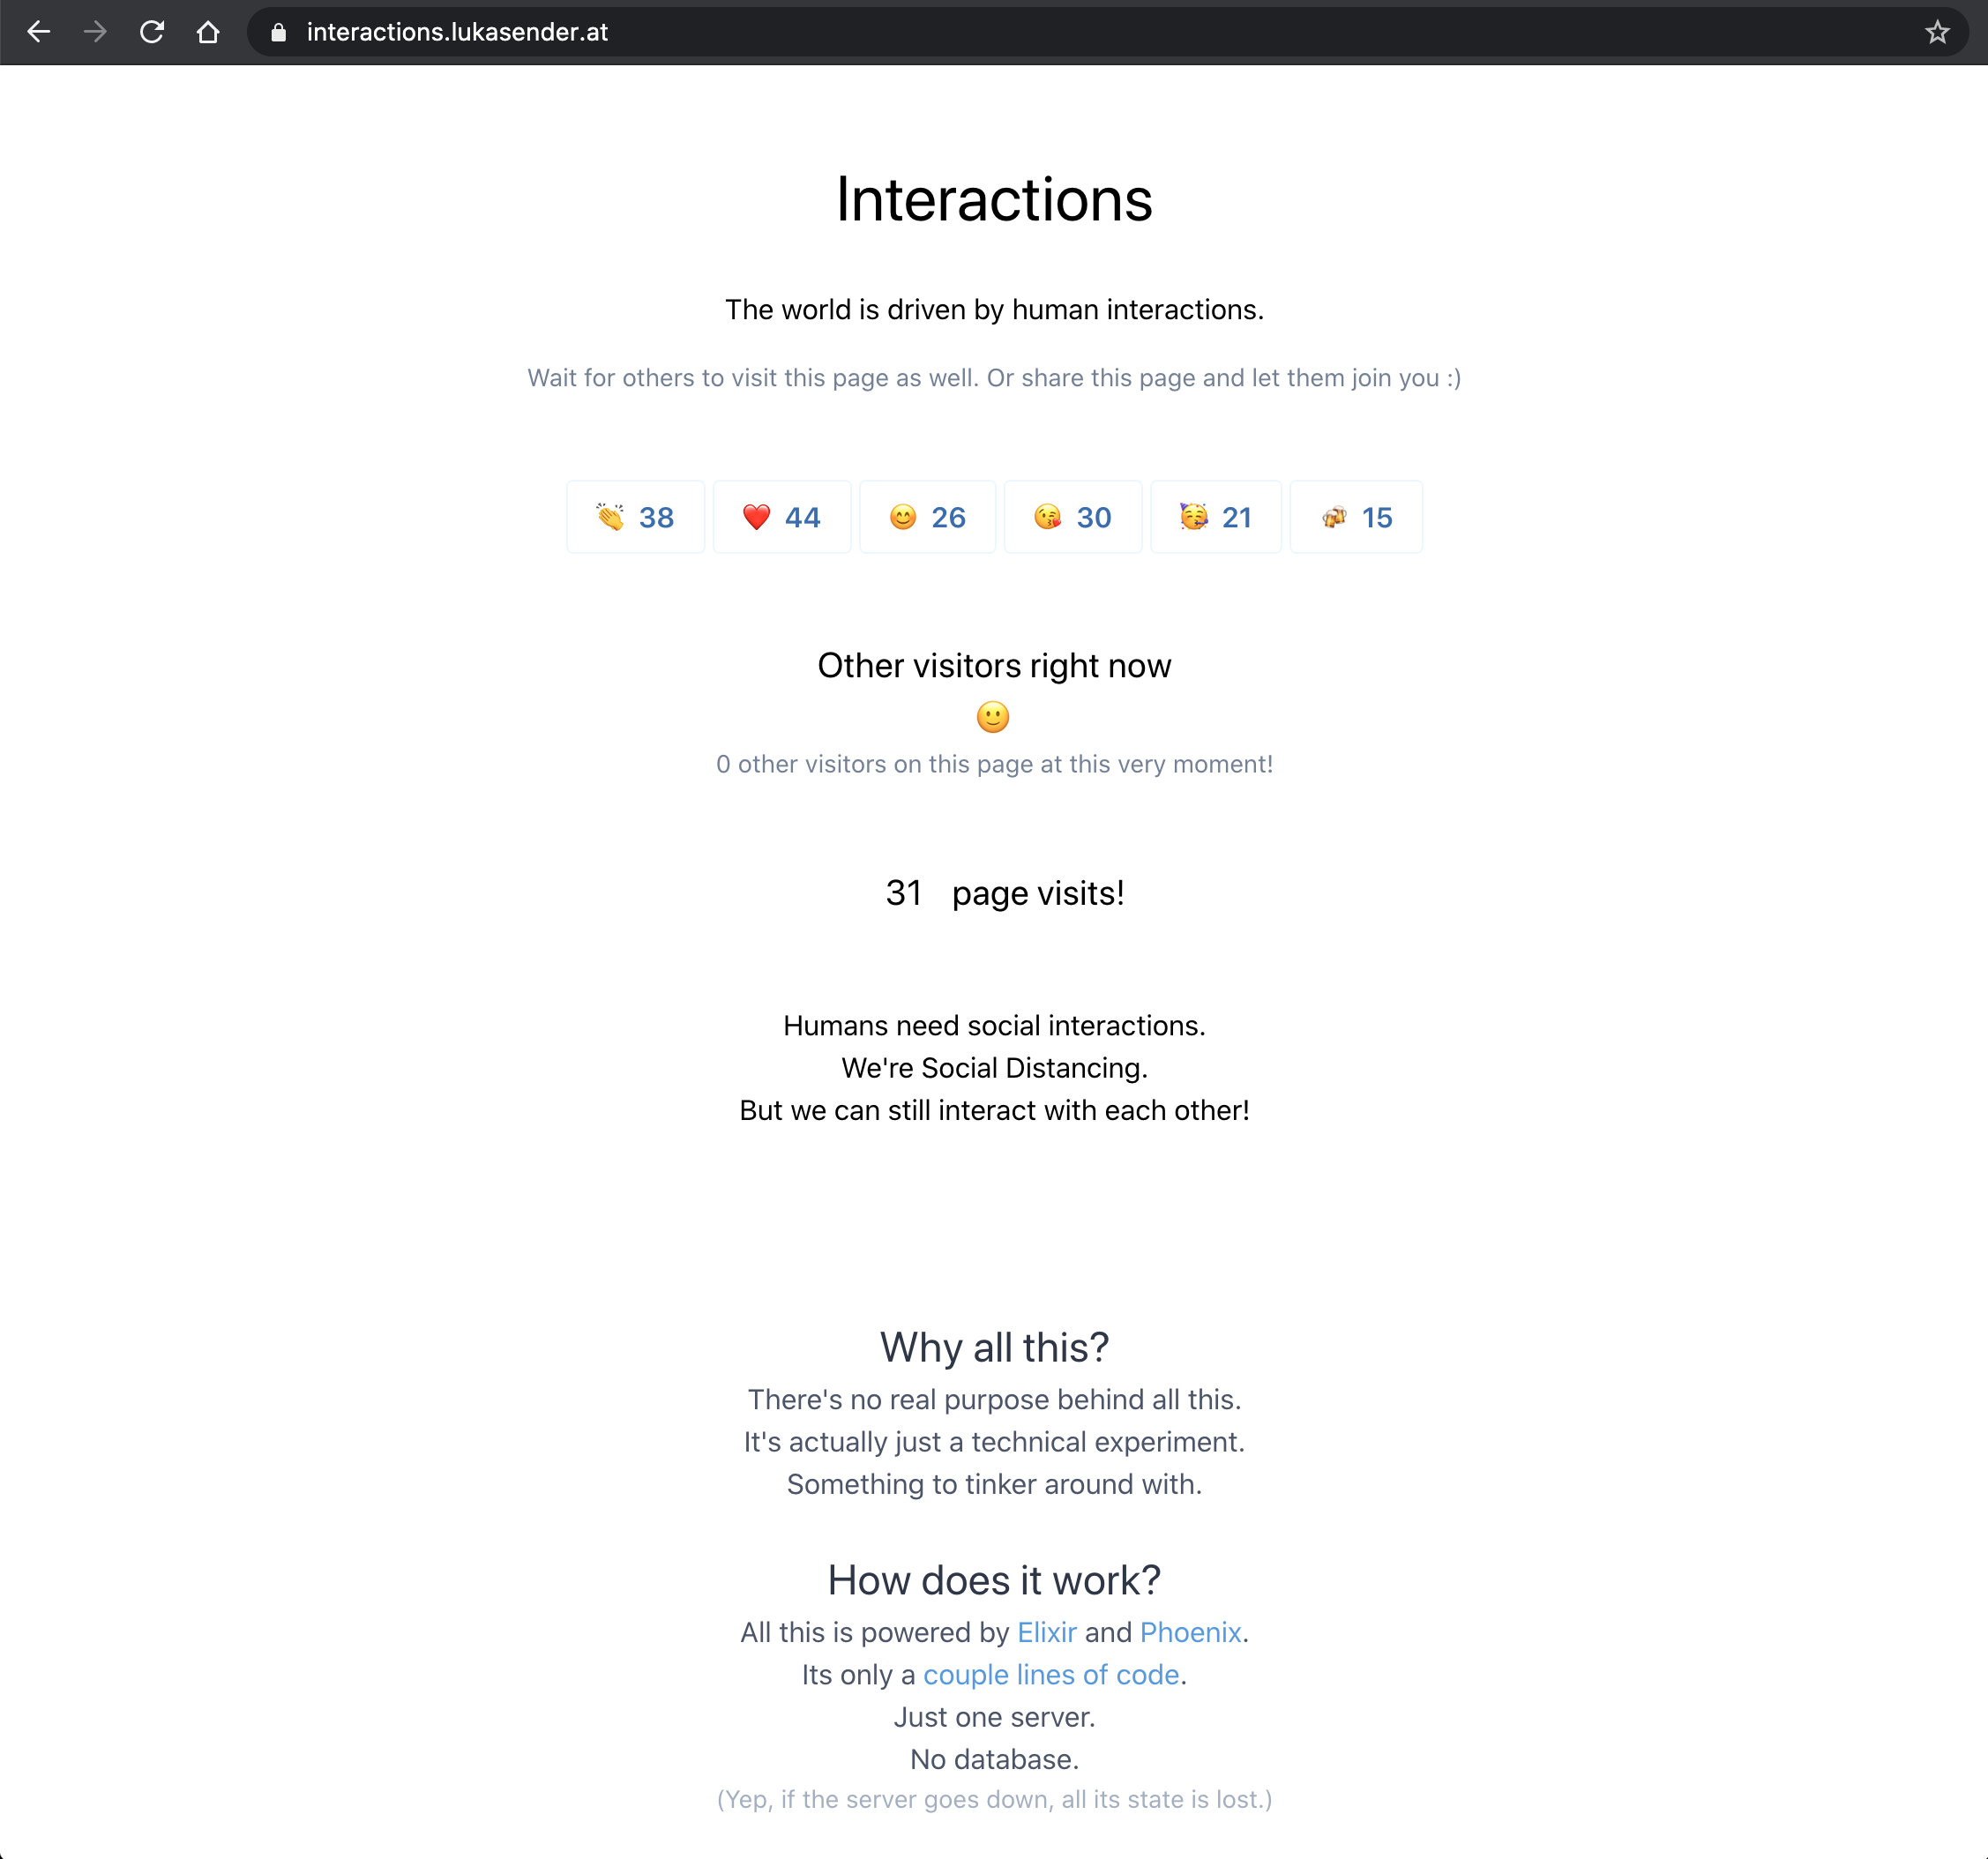 interactions.lukasender.at
Interactions
The world is driven by human interactions.
Wait for others to visit this page as well. Or share this page and let them join you :)
👏 38 ❤️ 44 😊 26 😘 30 🥳 21 🍻 15
Other visitors right now
🙂
0 other visitors on this page at this very moment!
31 page visits!
Humans need social interactions.
We're Social Distancing.
But we can still interact with each other!
Why all this?
There's no real purpose behind all this.
It's actually just a technical experiment.
Something to tinker around with.
How does it work?
All this is powered by Elixir and Phoenix.
Its only a couple lines of code.
Just one server.
No database.
(Yep, if the server goes down, all its state is lost.)